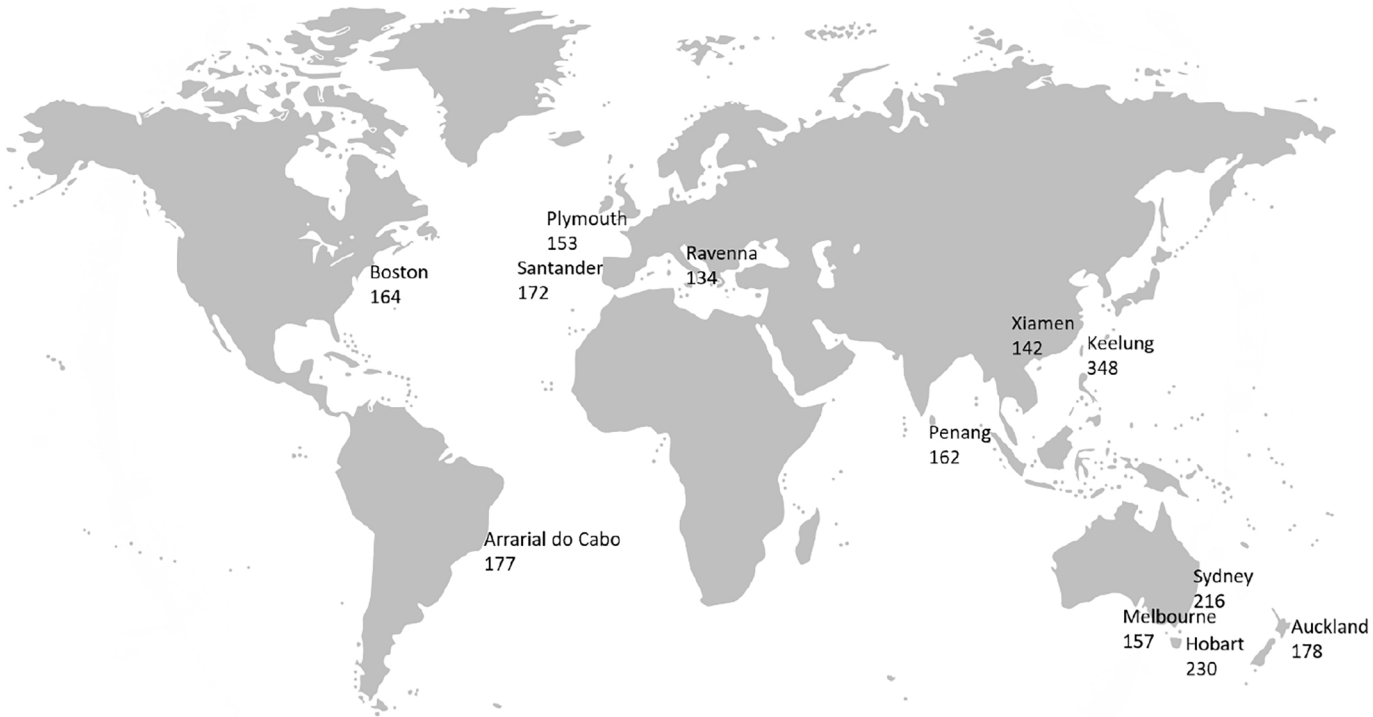 Plymouth
153
Ravenna
134
Santander
172
Boston
164
Xiamen
142
Keelung
348
Penang
162
Arrarial do Cabo
177
Sydney
216
Melbourne
157
Hobart
230
Auckland
178